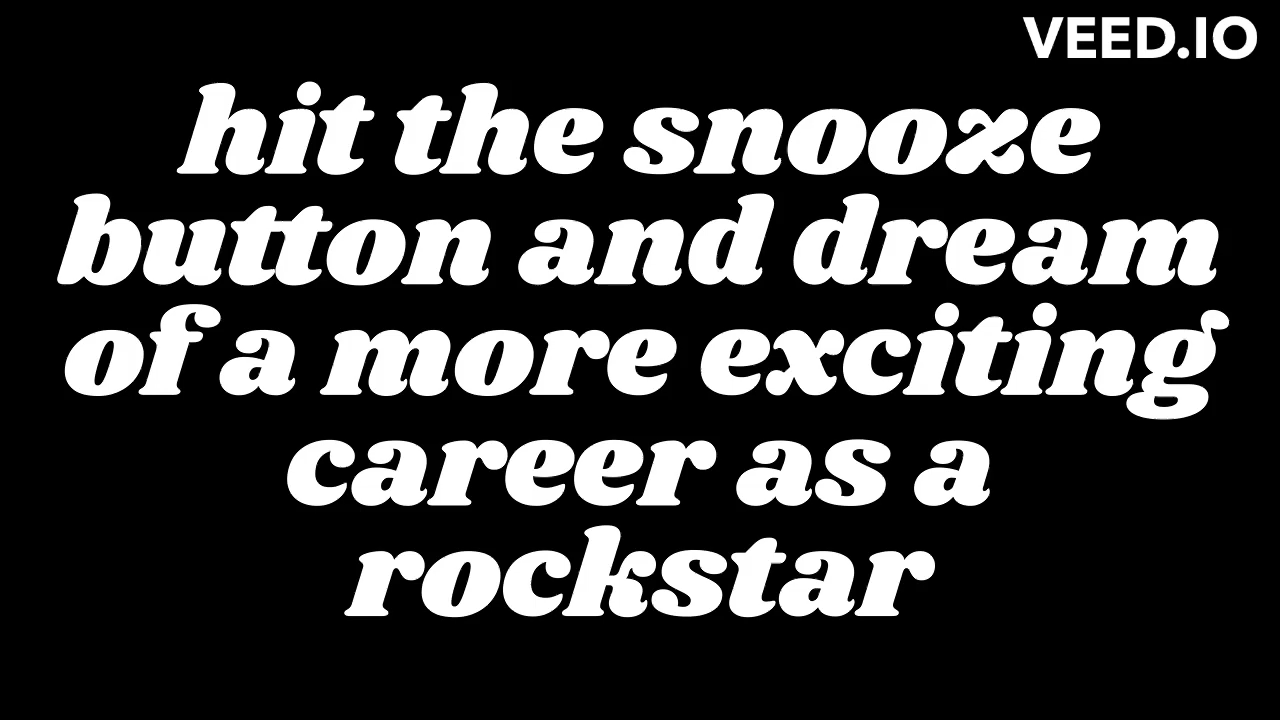 VEED.IO
hit the snooze
button and dream
of a more exciting
career as a
rockstar